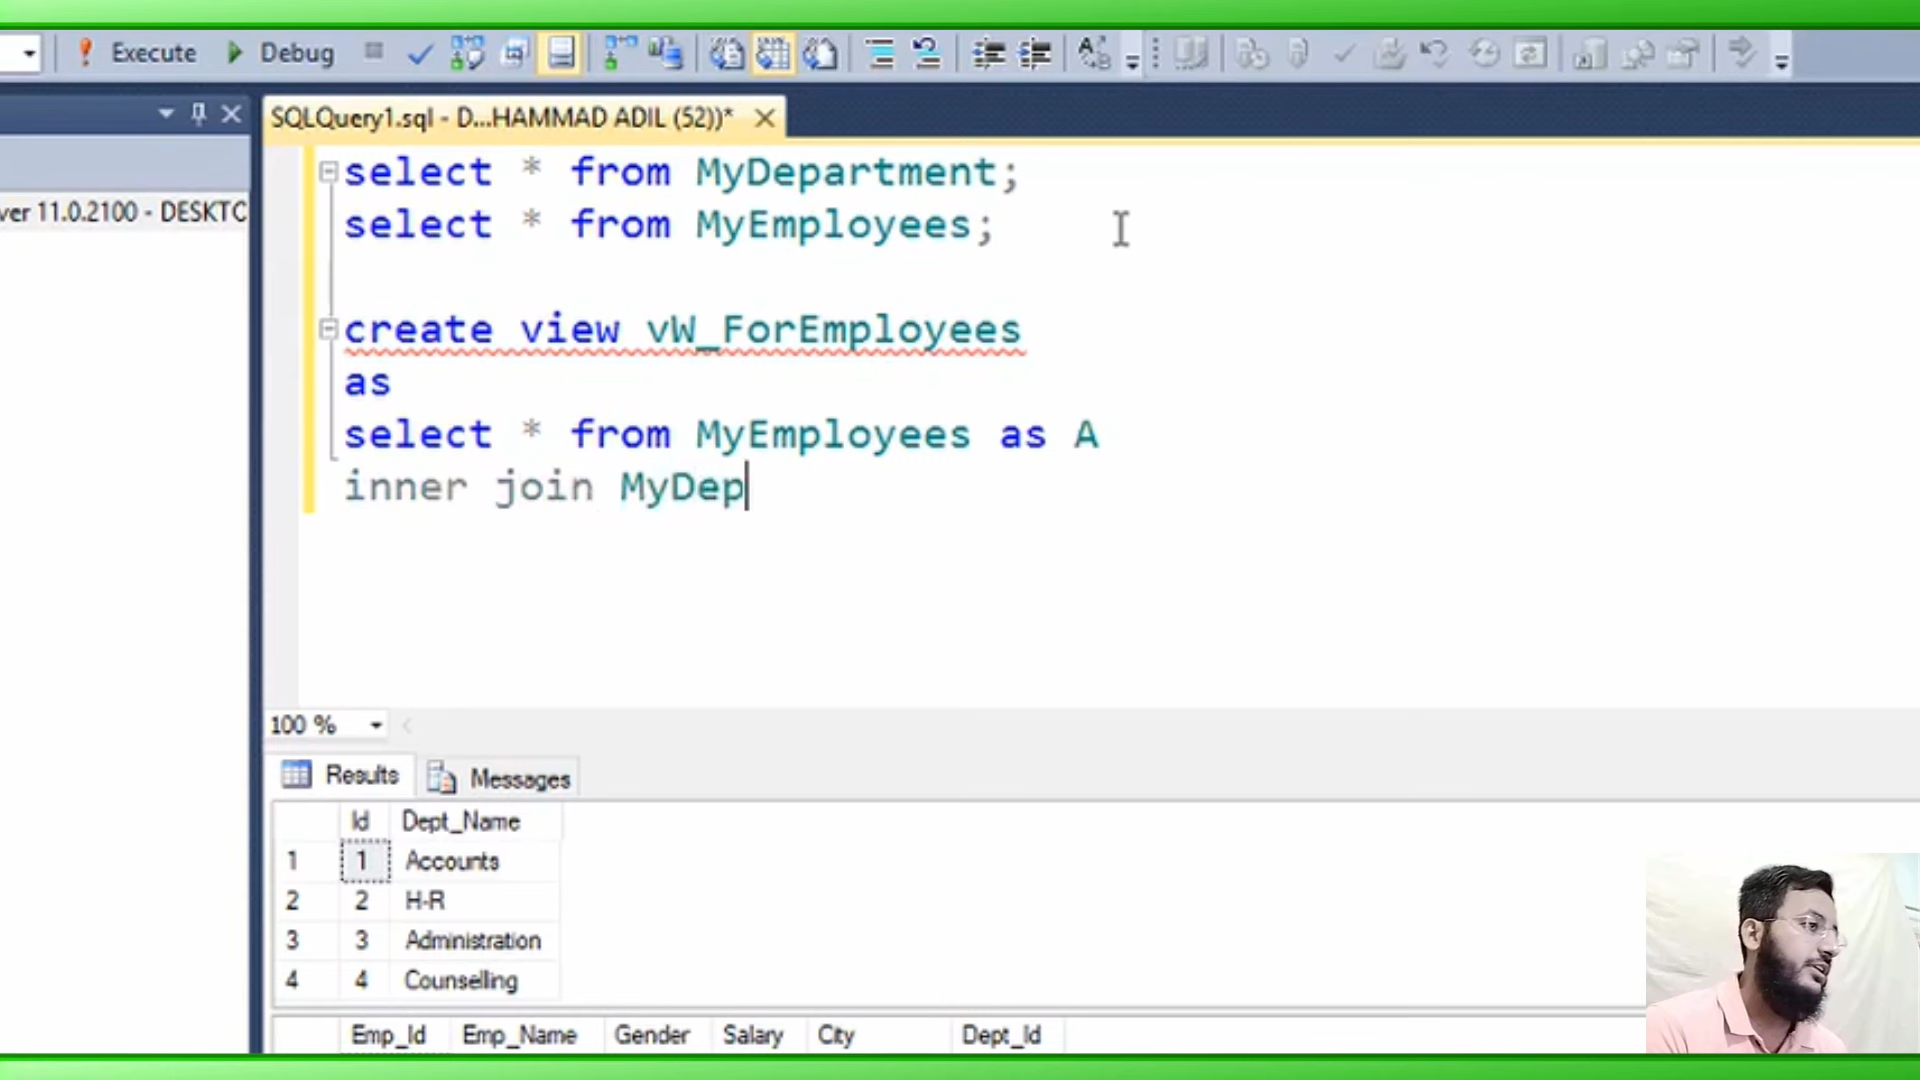 Execute Debug
SQLQuery1.sql - D...HAMMAD ADIL (52))*
ver 11.0.2100 - DESKTO
select * from MyDepartment;
select * from MyEmployees;
create view vW_ForEmployees
as
select * from MyEmployees as A
inner join MyDep
100 %
Results Messages
Id Dept_Name
1 1 Accounts
2 2 H-R
3 3 Administration
4 4 Counselling
Emp_Id Emp_Name Gender Salary City Dept_Id